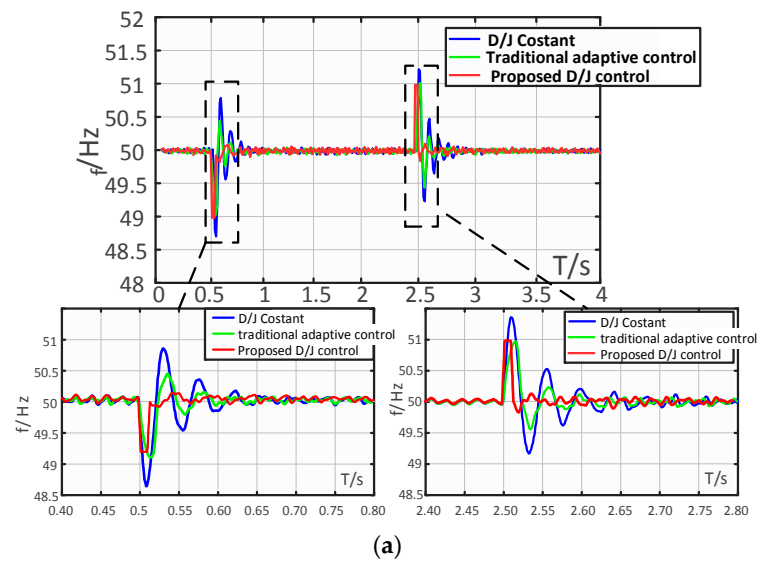 52
51
50.5
50
49.5
49
48.5
48
f/Hz
D/J Costant
Traditional adaptive control
Proposed D/J control
T/s
0 0.5 1 1.5 2 2.5 3 3.5 4
51
50.5
50
49.5
49
48.5
f/Hz
D/J Costant
traditional adaptive control
Proposed D/J control
T/s
0.40 0.45 0.50 0.55 0.60 0.65 0.70 0.75 0.80
51
50.5
50
49.5
49
48.5
f/Hz
D/J Costant
traditional adaptive control
Proposed D/J control
T/s
2.40 2.45 2.50 2.55 2.60 2.65 2.70 2.75 2.80
(a)